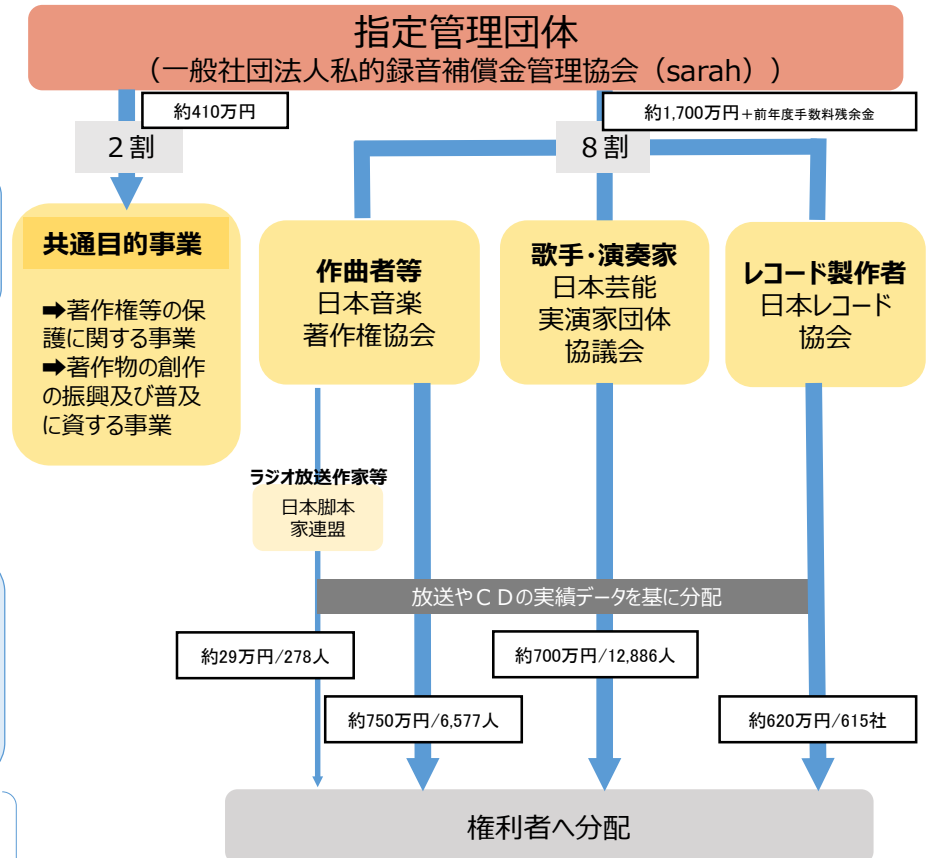 指定管理団体
（一般社団法人私的録音補償金管理協会（sarah））
約410万円
約1,700万円＋前年度手数料残余金
２割
８割
共通目的事業
➡著作権等の保
護に関する事業
➡著作物の創作
の振興及び普及
に資する事業
作曲者等
日本音楽
著作権協会
歌手・演奏家
日本芸能
実演家団体
協議会
レコード製作者
日本レコード
協会
ラジオ放送作家等
日本脚本
家連盟
放送やＣＤの実績データを基に分配
約29万円/278人
約700万円/12,886人
約750万円/6,577人
約620万円/615社
権利者へ分配